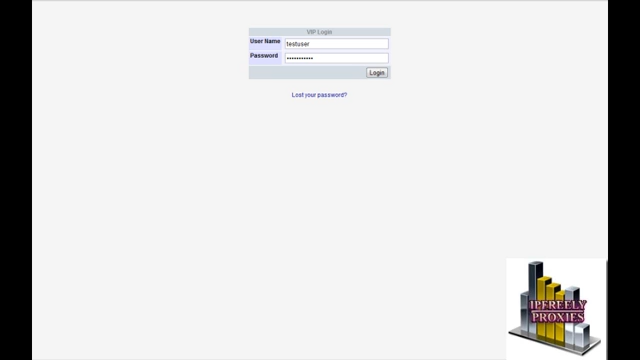 VIP Login
User Name testuser
Password •••••••••••
Login
Lost your password?
IPFREELY
PROXIES